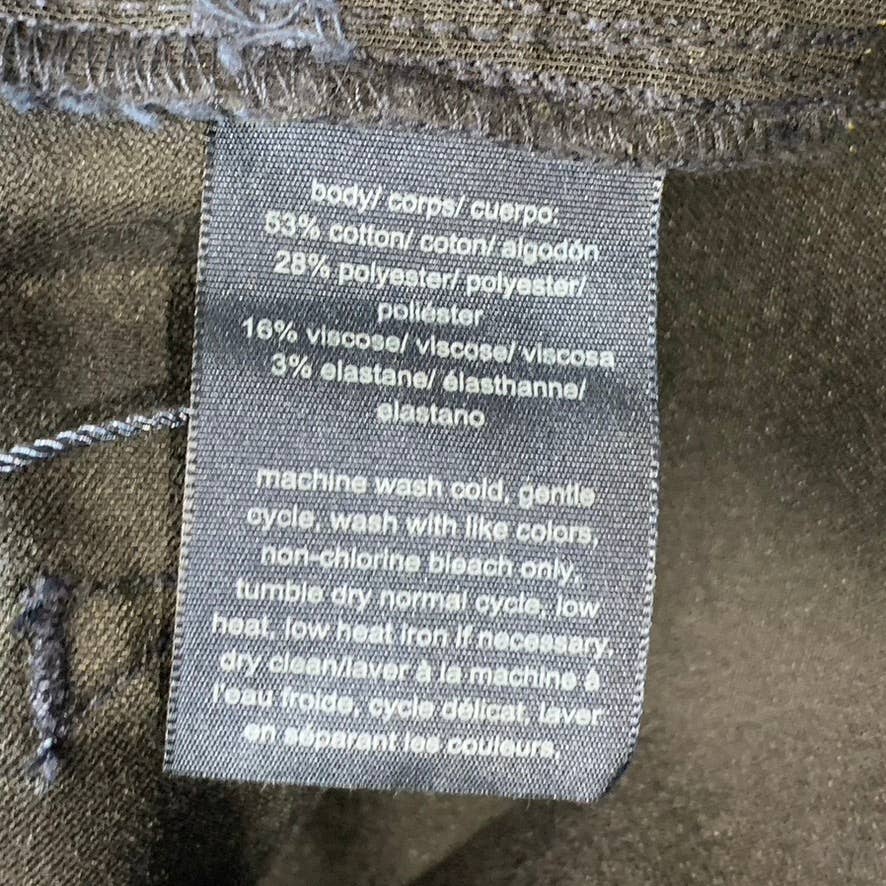 body/ corps/ cuerpo:
53% cotton/ coton/ algodón
28% polyester/ polyester/
poliéster
16% viscose/ viscose/ viscosa
3% elastane/ élasthanne/
elastano
machine wash cold, gentle
cycle, wash with like colors,
non-chlorine bleach only,
tumble dry normal cycle, low
heat, low heat iron if necessary,
dry clean/laver à la machine à
l'eau froide, cycle délicat, laver
en séparant les couleurs,